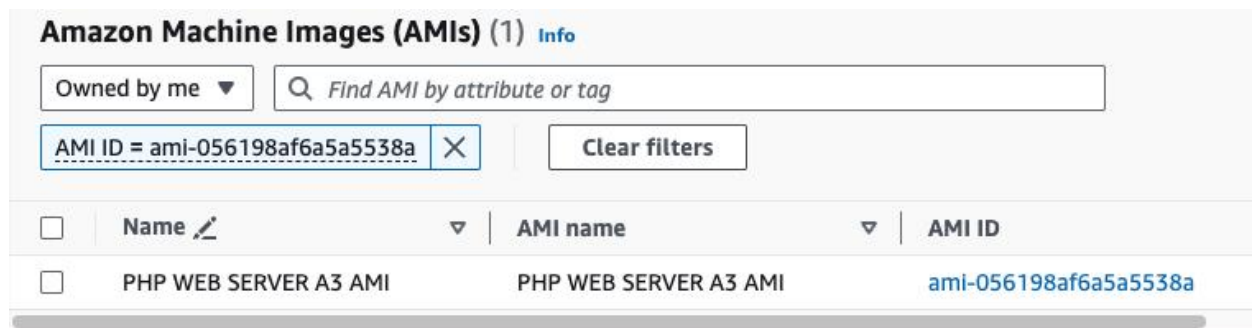 Amazon Machine Images (AMIs) (1) Info
Owned by me Find AMI by attribute or tag
AMI ID = ami-056198af6a5a5538a Clear filters
Name AMI name AMI ID
PHP WEB SERVER A3 AMI PHP WEB SERVER A3 AMI ami-056198af6a5a5538a